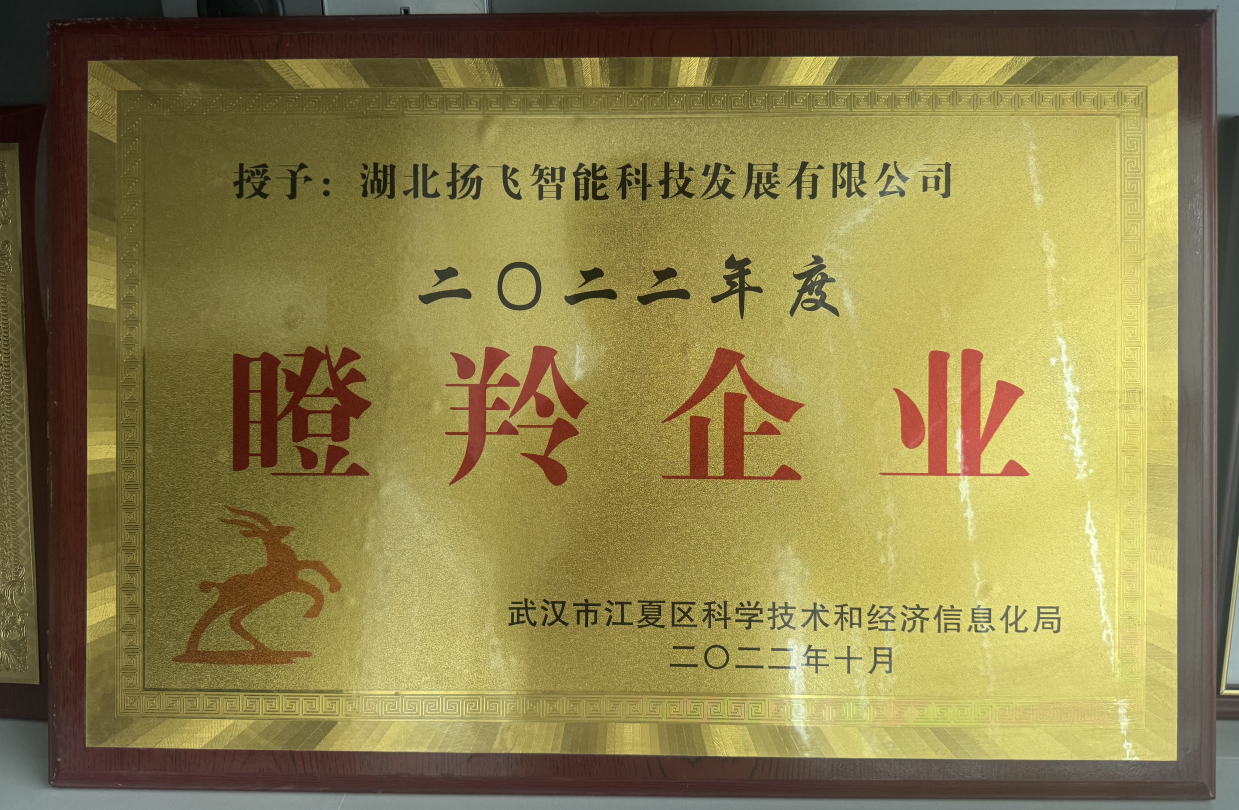 授予：湖北扬飞智能科技发展有限公司
二〇二二年度
瞪羚企业
武汉市江夏区科学技术和经济信息化局
二〇二二年十月